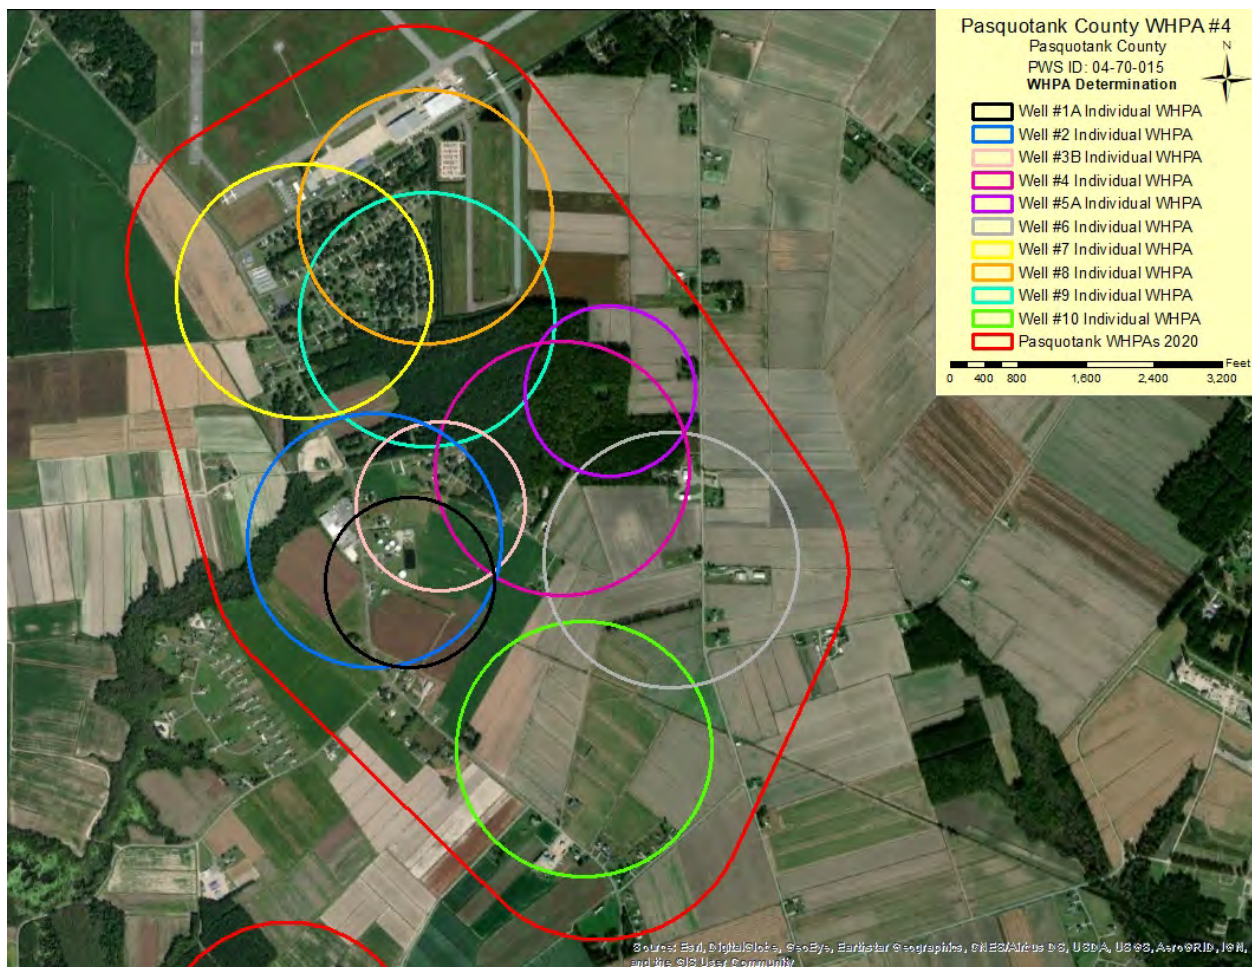 Pasquotank County WHPA #4
Pasquotank County
PWS ID: 04-70-015
WHPA Determination
N
Well #1A Individual WHPA
Well #2 Individual WHPA
Well #3B Individual WHPA
Well #4 Individual WHPA
Well #5A Individual WHPA
Well #6 Individual WHPA
Well #7 Individual WHPA
Well #8 Individual WHPA
Well #9 Individual WHPA
Well #10 Individual WHPA
Pasquotank WHPAs 2020
Feet
0 400 800 1,600 2,400 3,200
Source: Esri, DigitalGlobe, GeoEye, Earthstar Geographics, CNES/Airbus DS, USDA, USGS, AeroGRID, IGN,
and the GIS User Community